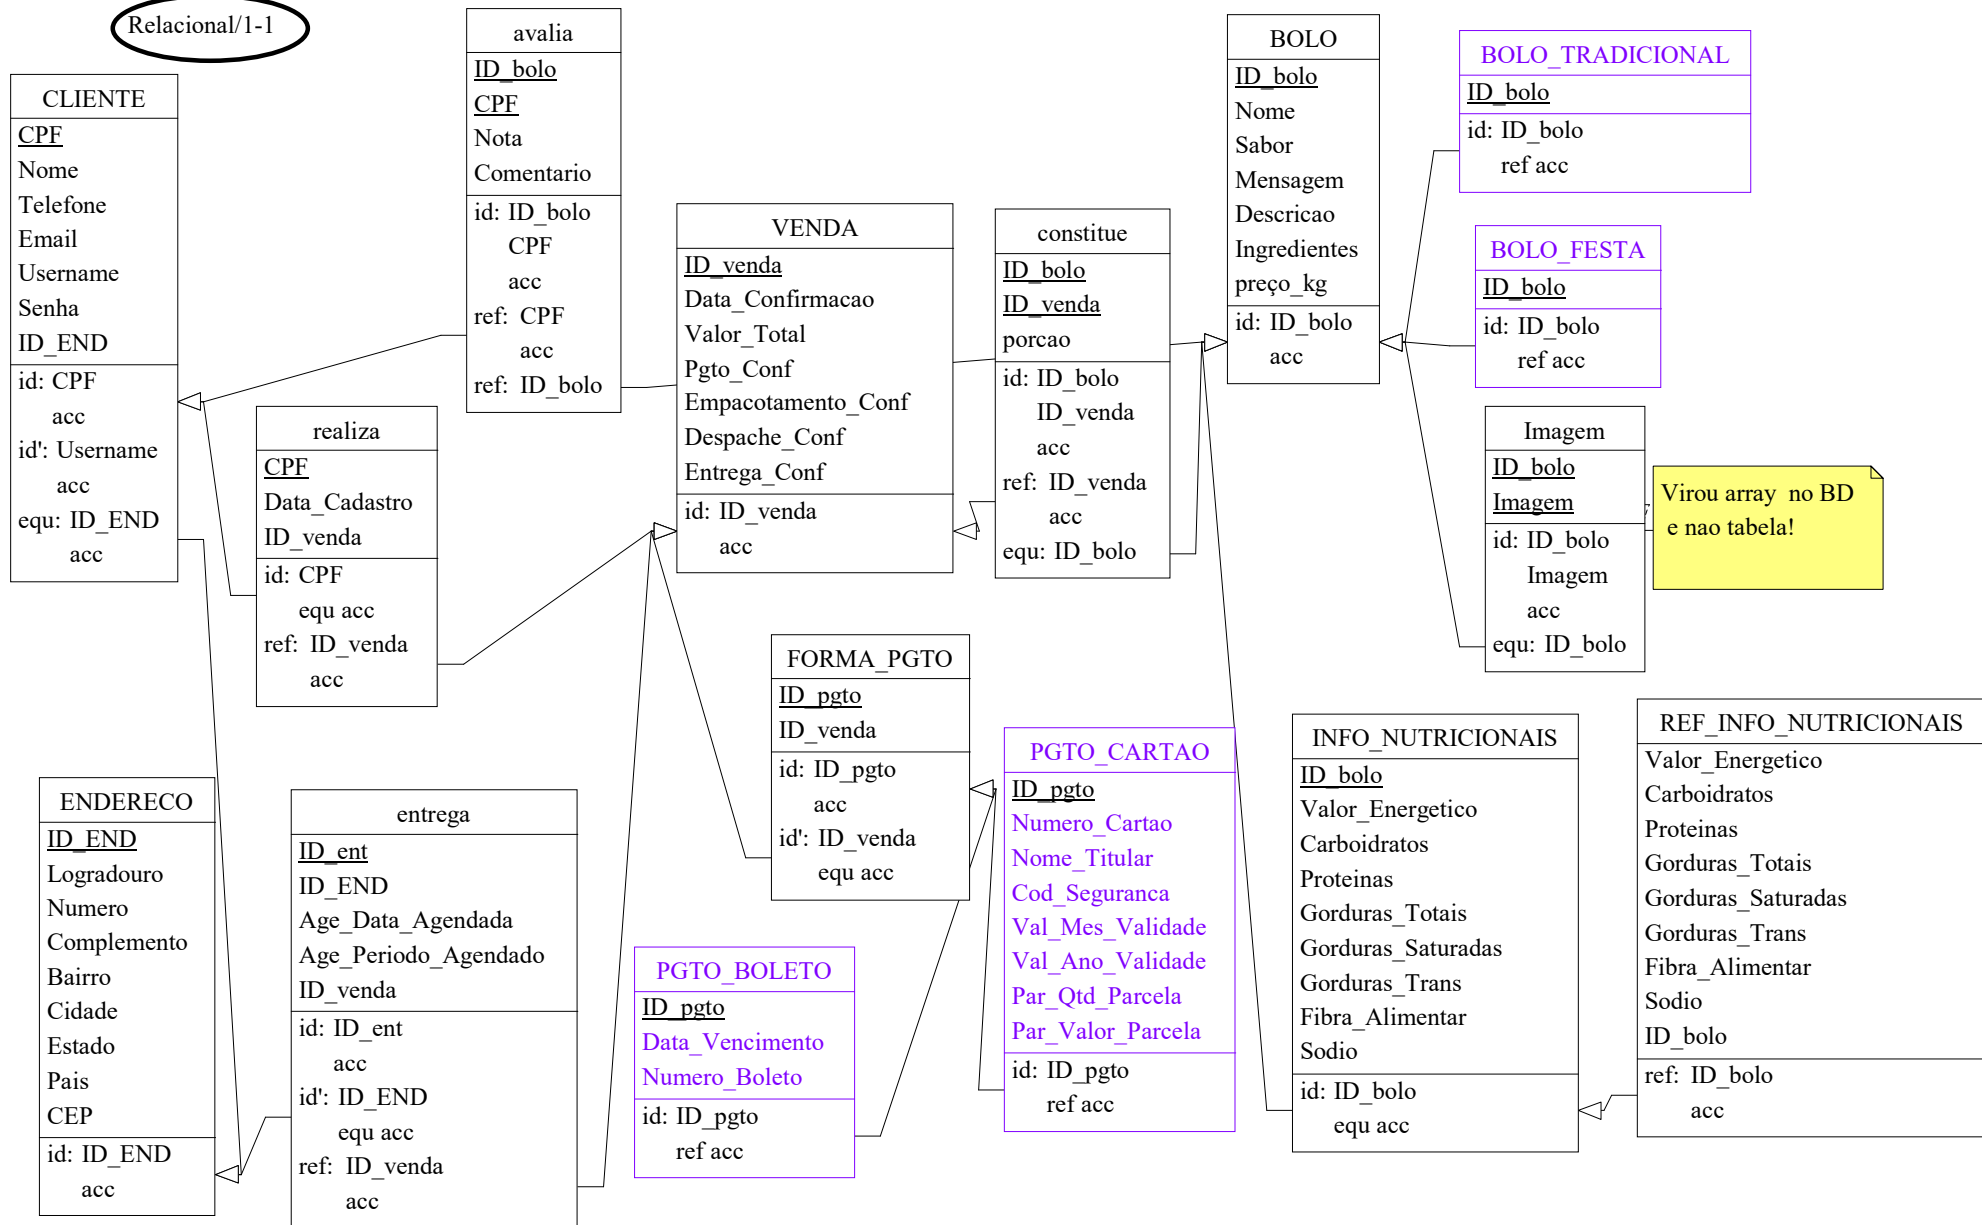 Relacional/1-1
CLIENTE
CPF
Nome
Telefone
Email
Username
Senha
ID_END
id: CPF
acc
id': Username
acc
equ: ID_END
acc
avalia
ID_bolo
CPF
Nota
Comentario
id: ID_bolo
CPF
acc
ref: CPF
acc
ref: ID_bolo
realiza
CPF
Data_Cadastro
ID_venda
id: CPF
equ acc
ref: ID_venda
acc
VENDA
ID_venda
Data_Confirmacao
Valor_Total
Pgto_Conf
Empacotamento_Conf
Despache_Conf
Entrega_Conf
id: ID_venda
acc
constitue
ID_bolo
ID_venda
porcao
id: ID_bolo
ID_venda
acc
ref: ID_venda
acc
equ: ID_bolo
BOLO
ID_bolo
Nome
Sabor
Mensagem
Descricao
Ingredientes
preço_kg
id: ID_bolo
acc
BOLO_TRADICIONAL
ID_bolo
id: ID_bolo
ref acc
BOLO_FESTA
ID_bolo
id: ID_bolo
ref acc
Imagem
ID_bolo
Imagem
id: ID_bolo
Imagem
acc
equ: ID_bolo
Virou array no BD
e nao tabela!
ENDERECO
ID_END
Logradouro
Numero
Complemento
Bairro
Cidade
Estado
Pais
CEP
id: ID_END
acc
entrega
ID_ent
ID_END
Age_Data_Agendada
Age_Periodo_Agendado
ID_venda
id: ID_ent
acc
id': ID_END
equ acc
ref: ID_venda
acc
FORMA_PGTO
ID_pgto
ID_venda
id: ID_pgto
acc
id': ID_venda
equ acc
PGTO_BOLETO
ID_pgto
Data_Vencimento
Numero_Boleto
id: ID_pgto
ref acc
PGTO_CARTAO
ID_pgto
Numero_Cartao
Nome_Titular
Cod_Seguranca
Val_Mes_Validade
Val_Ano_Validade
Par_Qtd_Parcela
Par_Valor_Parcela
id: ID_pgto
ref acc
INFO_NUTRICIONAIS
ID_bolo
Valor_Energetico
Carboidratos
Proteinas
Gorduras_Totais
Gorduras_Saturadas
Gorduras_Trans
Fibra_Alimentar
Sodio
id: ID_bolo
equ acc
REF_INFO_NUTRICIONAIS
Valor_Energetico
Carboidratos
Proteinas
Gorduras_Totais
Gorduras_Saturadas
Gorduras_Trans
Fibra_Alimentar
Sodio
ID_bolo
ref: ID_bolo
acc